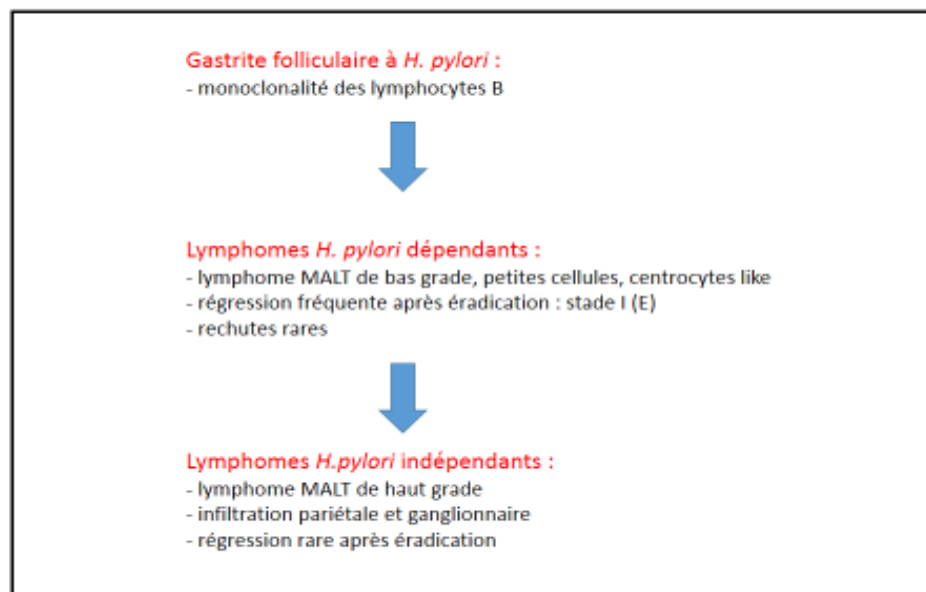 Gastrite folliculaire à H. pylori :
- monoclonalité des lymphocytes B
Lymphomes H. pylori dépendants :
- lymphome MALT de bas grade, petites cellules, centrocytes like
- régression fréquente après éradication : stade I (E)
- rechutes rares
Lymphomes H.pylori indépendants :
- lymphome MALT de haut grade
- infiltration pariétale et ganglionnaire
- régression rare après éradication